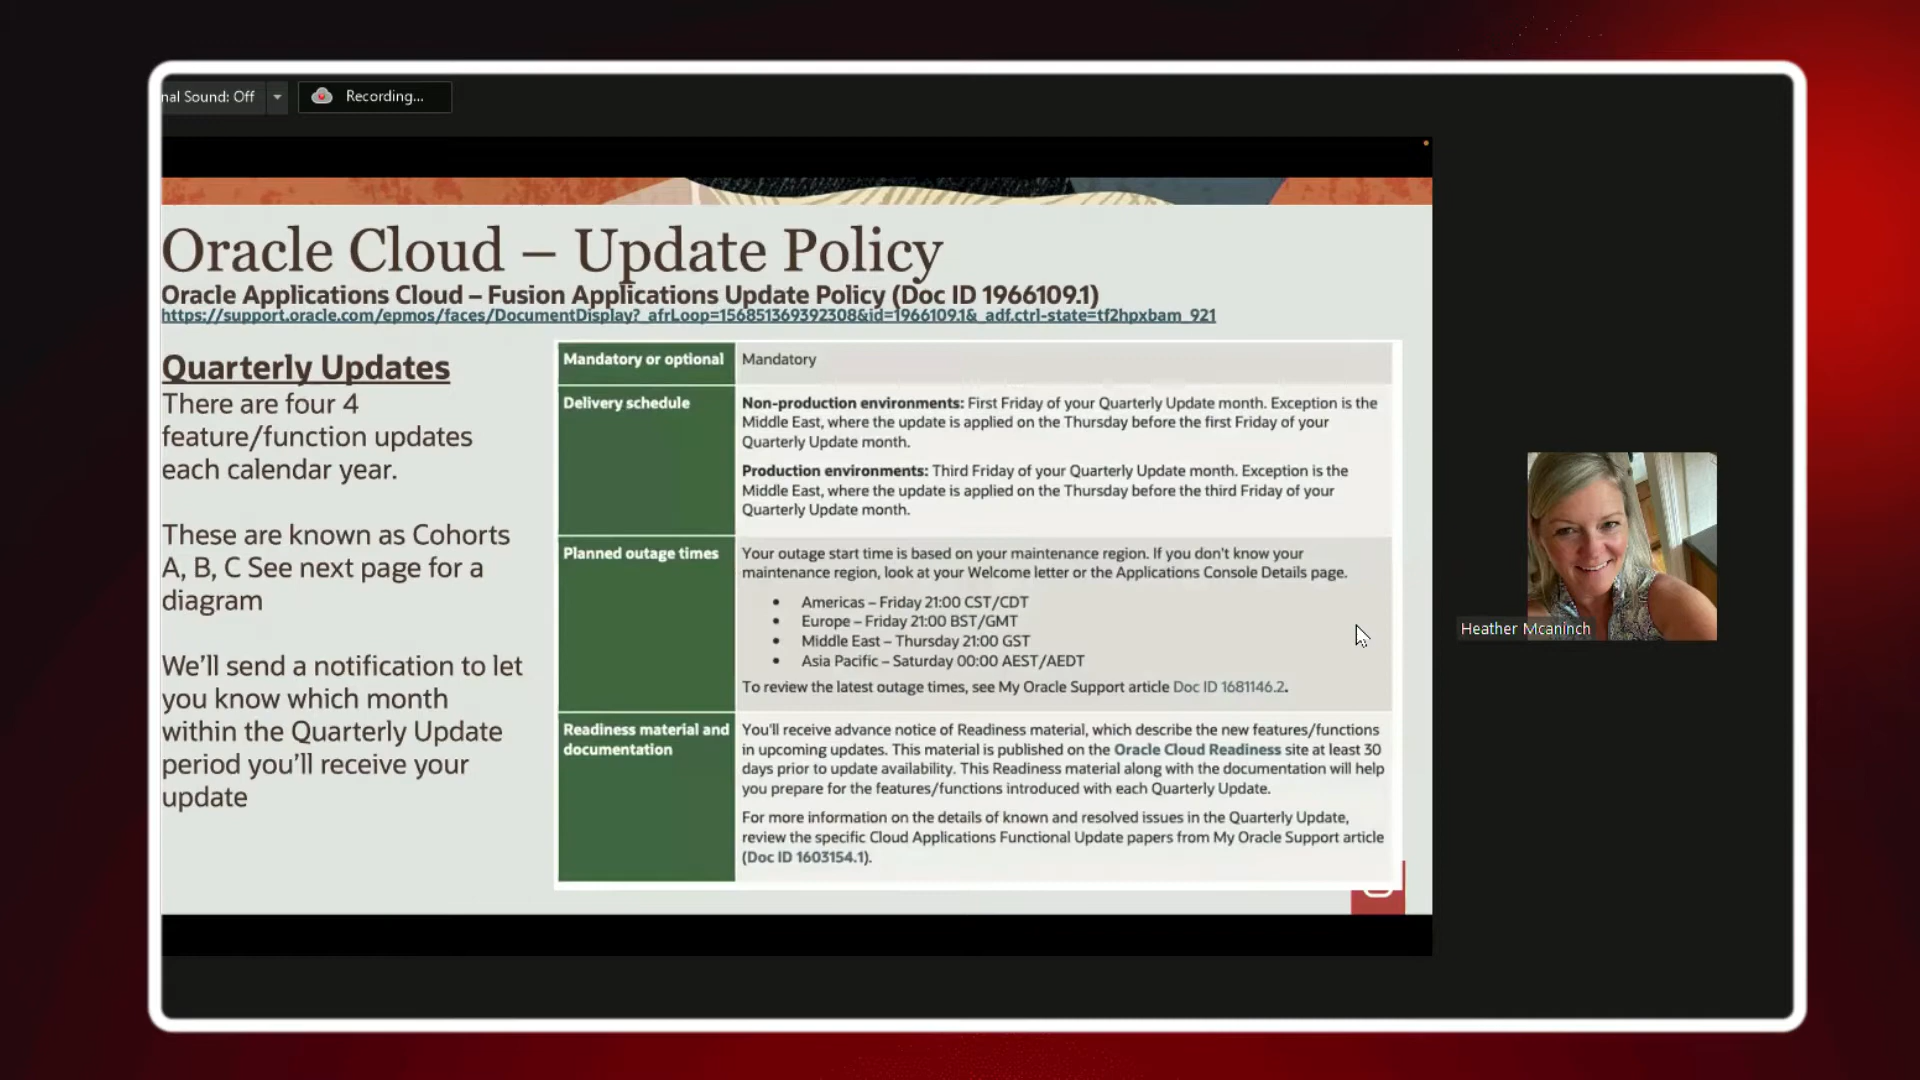 nal Sound: Off
Recording...
Oracle Cloud – Update Policy
Oracle Applications Cloud – Fusion Applications Update Policy (Doc ID 1966109.1)
https://support.oracle.com/epmos/faces/DocumentDisplay?_afrLoop=156851369392308&id=1966109.1&_adf.ctrl-state=tf2hpxbam_921
Quarterly Updates
There are four 4
feature/function updates
each calendar year.
These are known as Cohorts
A, B, C See next page for a
diagram
We'll send a notification to let
you know which month
within the Quarterly Update
period you'll receive your
update
Mandatory or optional
Mandatory
Delivery schedule
Non-production environments: First Friday of your Quarterly Update month. Exception is the
Middle East, where the update is applied on the Thursday before the first Friday of your
Quarterly Update month.
Production environments: Third Friday of your Quarterly Update month. Exception is the
Middle East, where the update is applied on the Thursday before the third Friday of your
Quarterly Update month.
Planned outage times
Your outage start time is based on your maintenance region. If you don't know your
maintenance region, look at your Welcome letter or the Applications Console Details page.
• Americas – Friday 21:00 CST/CDT
• Europe – Friday 21:00 BST/GMT
• Middle East – Thursday 21:00 GST
• Asia Pacific – Saturday 00:00 AEST/AEDT
To review the latest outage times, see My Oracle Support article Doc ID 1681146.2.
Readiness material and
documentation
You'll receive advance notice of Readiness material, which describe the new features/functions
in upcoming updates. This material is published on the Oracle Cloud Readiness site at least 30
days prior to update availability. This Readiness material along with the documentation will help
you prepare for the features/functions introduced with each Quarterly Update.
For more information on the details of known and resolved issues in the Quarterly Update,
review the specific Cloud Applications Functional Update papers from My Oracle Support article
(Doc ID 1603154.1).
Heather Mcaninch